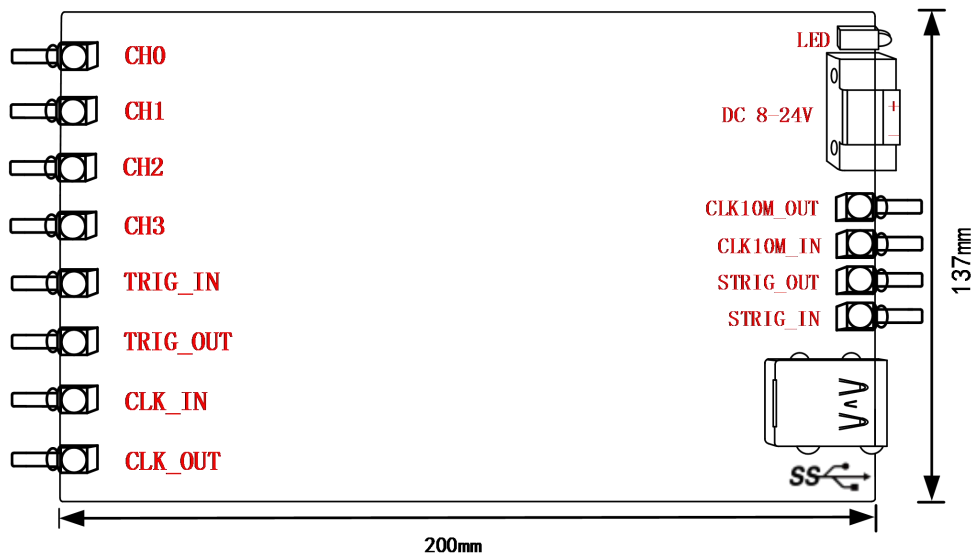 CH0
CH1
CH2
CH3
TRIG_IN
TRIG_OUT
CLK_IN
CLK_OUT
LED
DC 8-24V
+
-
CLK10M_OUT
CLK10M_IN
STRIG_OUT
STRIG_IN
SS
137mm
200mm